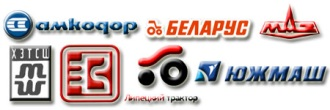 амкодор
БЕЛАРУС
МАЗ
ХЗТСШ
ЮЖМАШ
Липецкий трактор